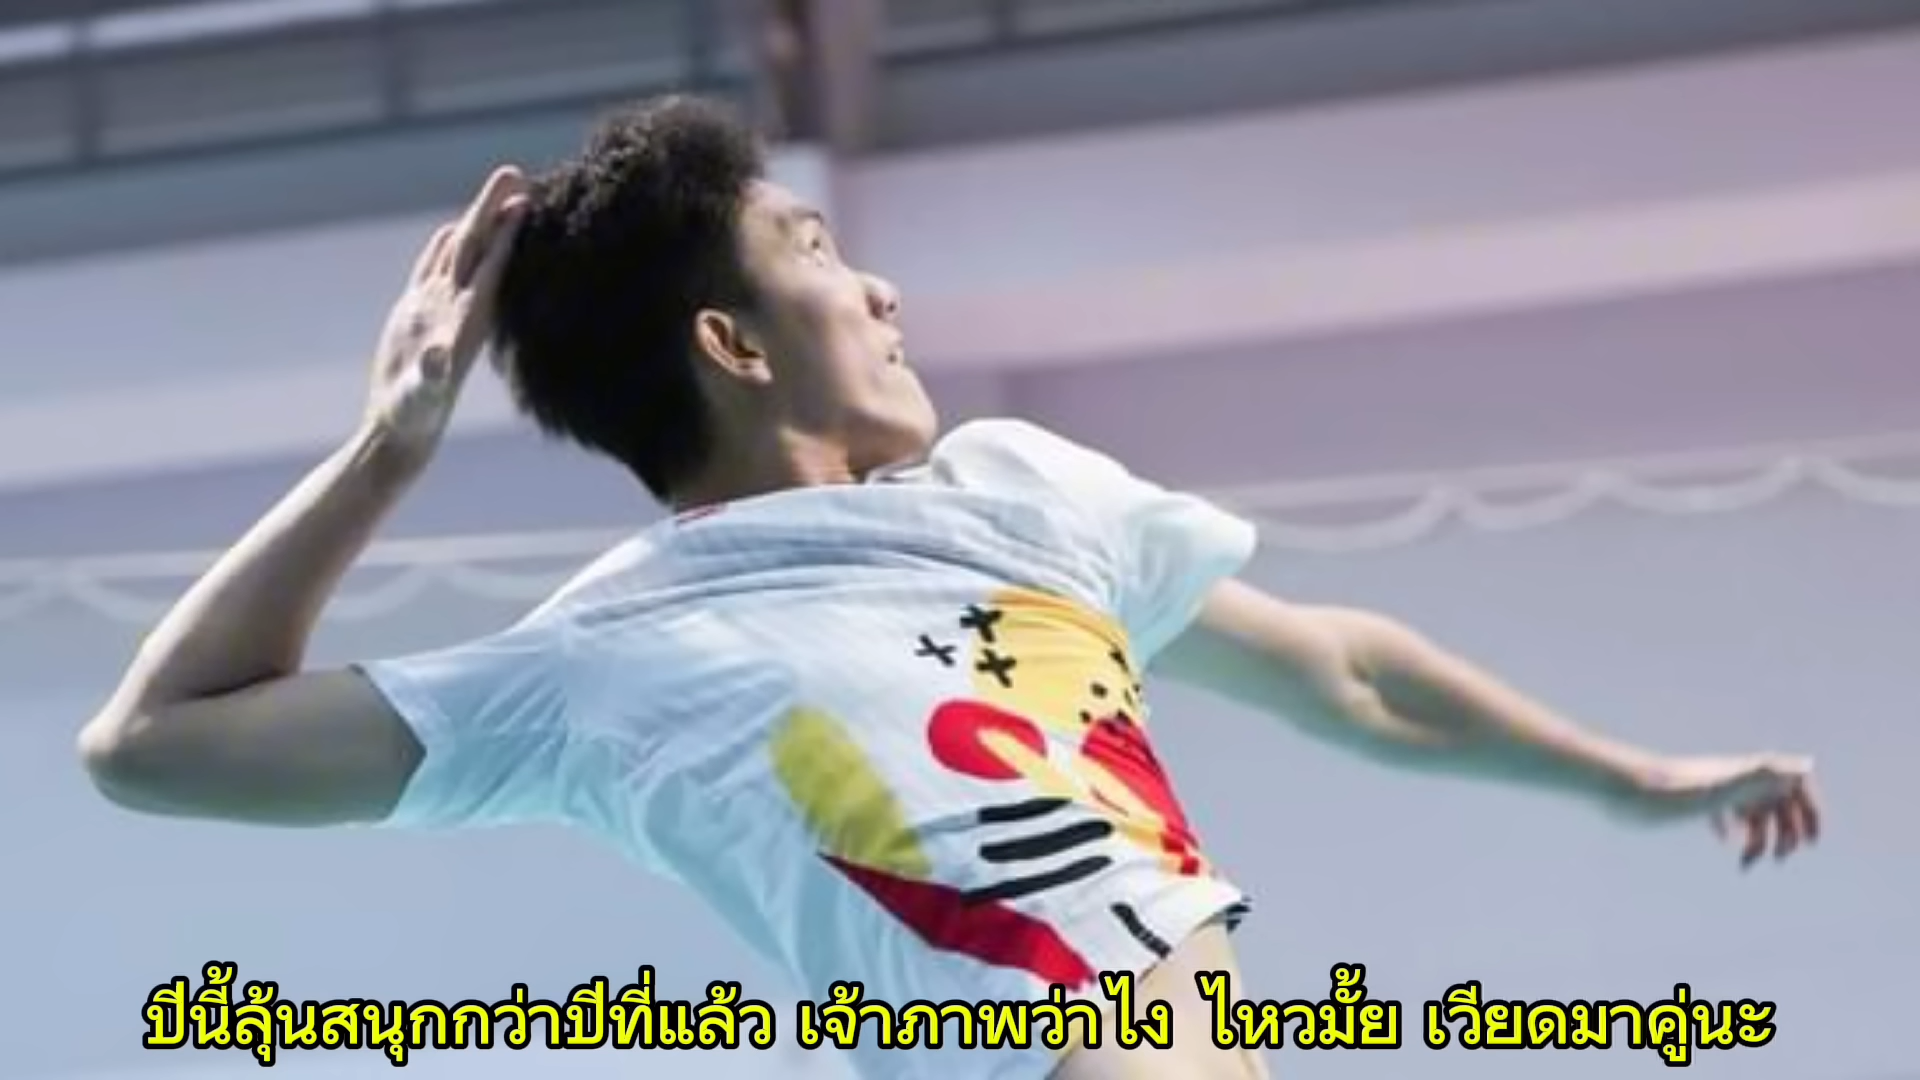 ปีนี้ลุ้นสนุกกว่าปีที่แล้ว เจ้าภาพว่าไง ไหวมั้ย เวียดมาคู่นะ